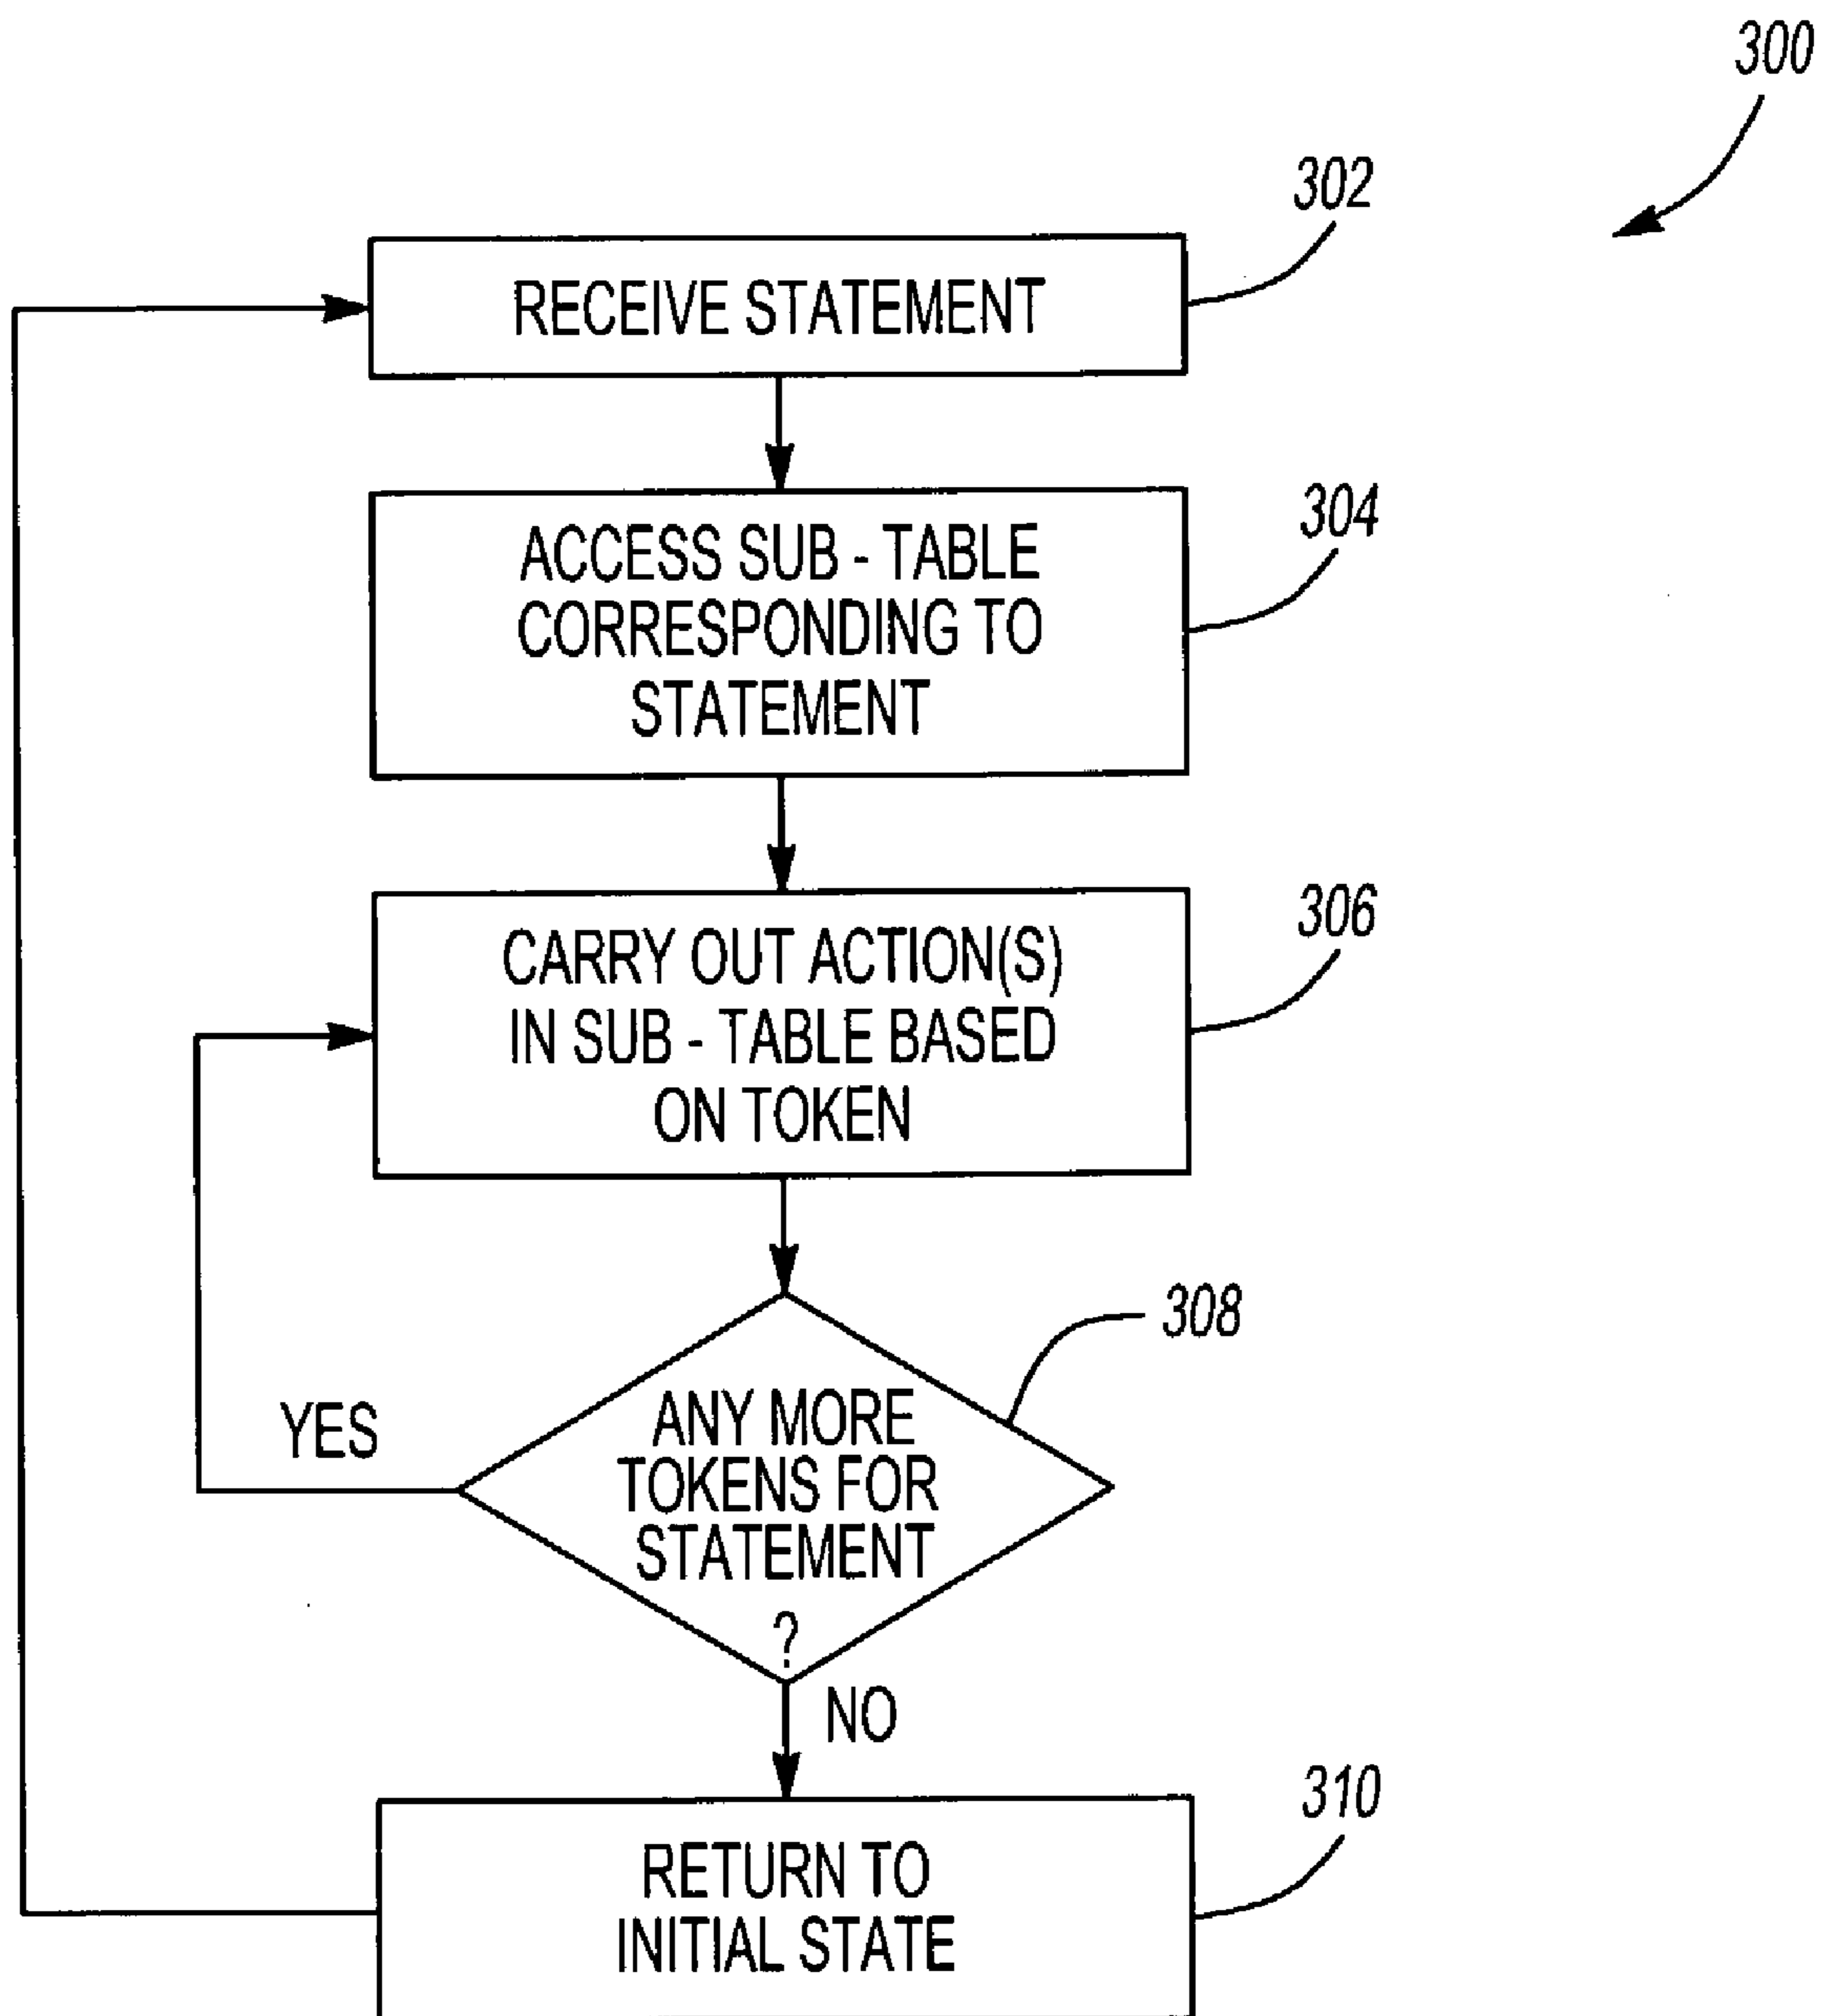 300
302
RECEIVE STATEMENT
304
ACCESS SUB - TABLE
CORRESPONDING TO
STATEMENT
306
CARRY OUT ACTION(S)
IN SUB - TABLE BASED
ON TOKEN
308
ANY MORE
TOKENS FOR
STATEMENT
?
YES
NO
310
RETURN TO
INITIAL STATE